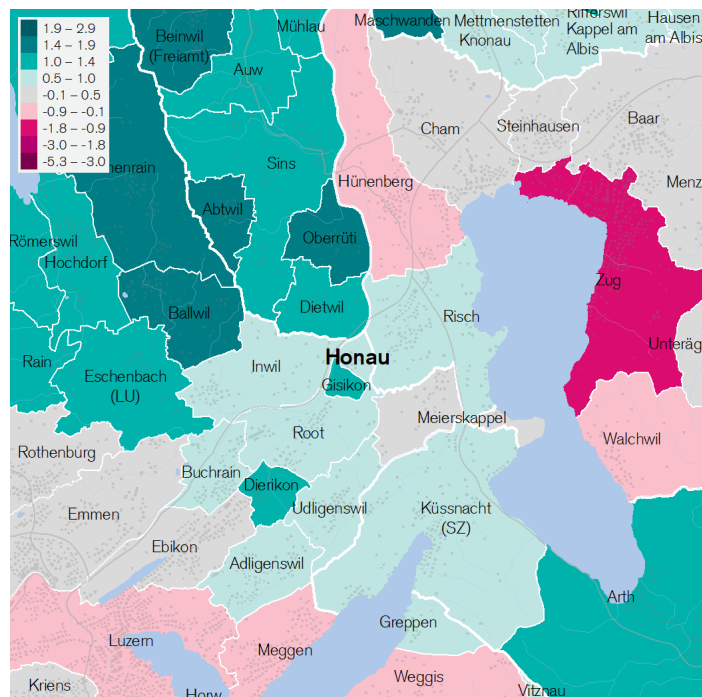 1.9 – 2.9
1.4 – 1.9
1.0 – 1.4
0.5 – 1.0
-0.1 – 0.5
-0.9 – -0.1
-1.8 – -0.9
-3.0 – -1.8
-5.3 – -3.0
Beinwil
(Freiamt)
Mühlau
Maschwanden
Mettmenstetten
Knonau
Rifferswil
Kappel am
Albis
Hausen
am Albis
Auw
Cham
Steinhausen
Baar
Sins
Hünenberg
Menz
enrain
Abtwil
Oberrüti
Römerswil
Hochdorf
Zug
Ballwil
Dietwil
Risch
Unteräg
Rain
Inwil
Honau
Eschenbach
(LU)
Gisikon
Meierskappel
Walchwil
Rothenburg
Root
Buchrain
Dierikon
Udligenswil
Küssnacht
(SZ)
Emmen
Ebikon
Adligenswil
Arth
Greppen
Luzern
Meggen
Weggis
Kriens
Horw
Vitznau